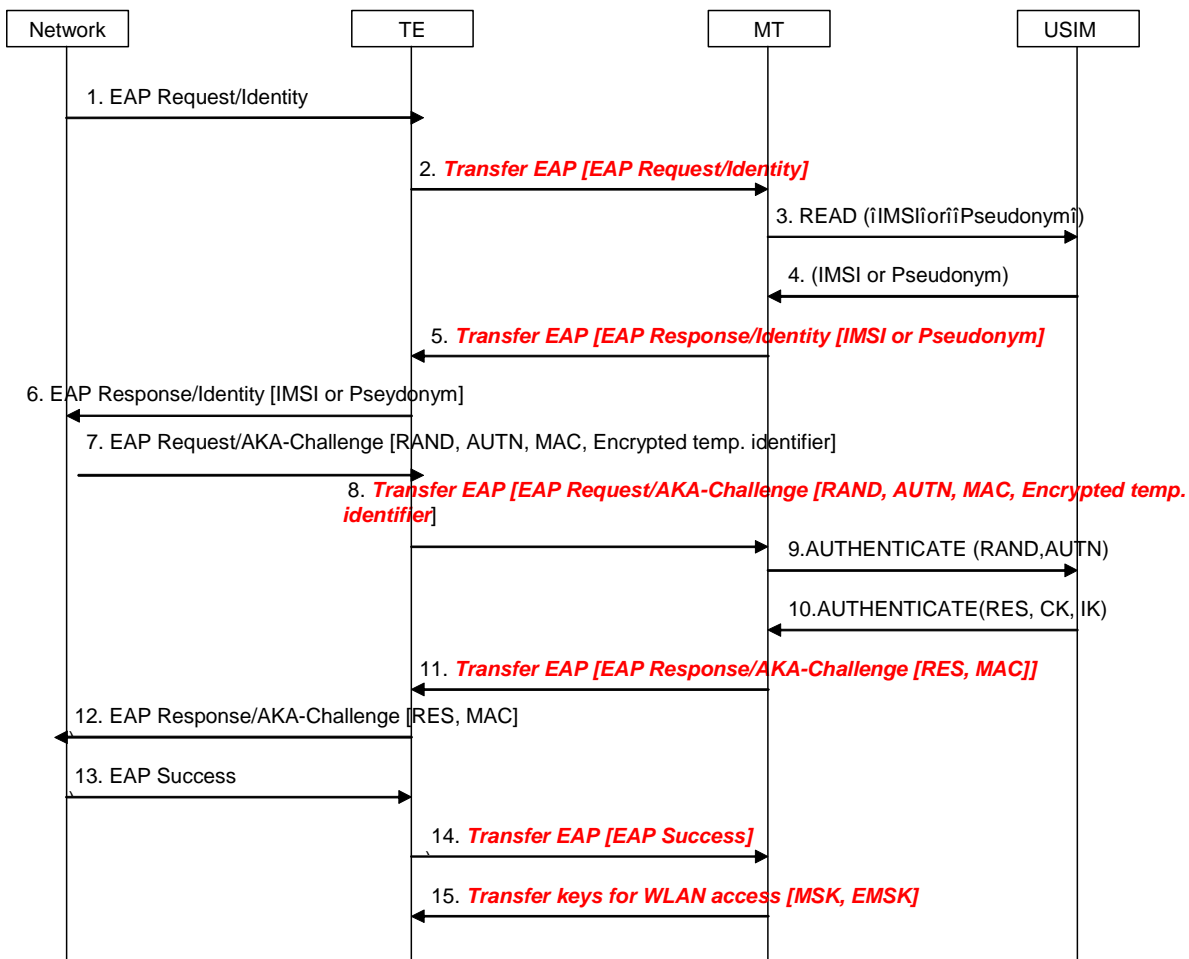 Network
TE
MT
USIM
1. EAP Request/Identity
2. Transfer EAP [EAP Request/Identity]
3. READ (îIMSIîorîîPseudonymî)
4. (IMSI or Pseudonym)
5. Transfer EAP [EAP Response/Identity [IMSI or Pseudonym]
6. EAP Response/Identity [IMSI or Pseydonym]
7. EAP Request/AKA-Challenge [RAND, AUTN, MAC, Encrypted temp. identifier]
8. Transfer EAP [EAP Request/AKA-Challenge [RAND, AUTN, MAC, Encrypted temp.
identifier]
9.AUTHENTICATE (RAND,AUTN)
10.AUTHENTICATE(RES, CK, IK)
11. Transfer EAP [EAP Response/AKA-Challenge [RES, MAC]]
12. EAP Response/AKA-Challenge [RES, MAC]
13. EAP Success
14. Transfer EAP [EAP Success]
15. Transfer keys for WLAN access [MSK, EMSK]